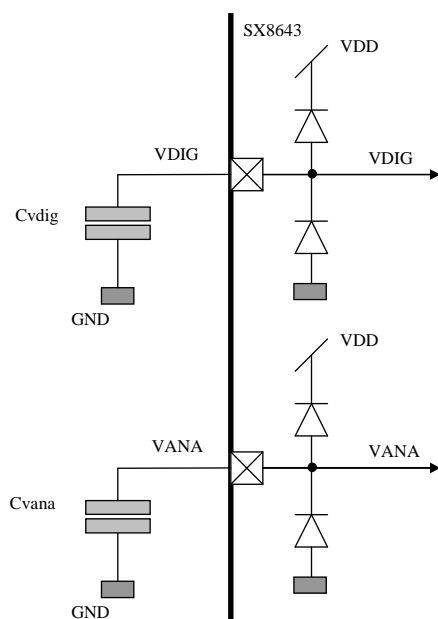 SX8643
VDD
VDIG
VDIG
Cvdig
GND
VDD
VANA
VANA
Cvana
GND